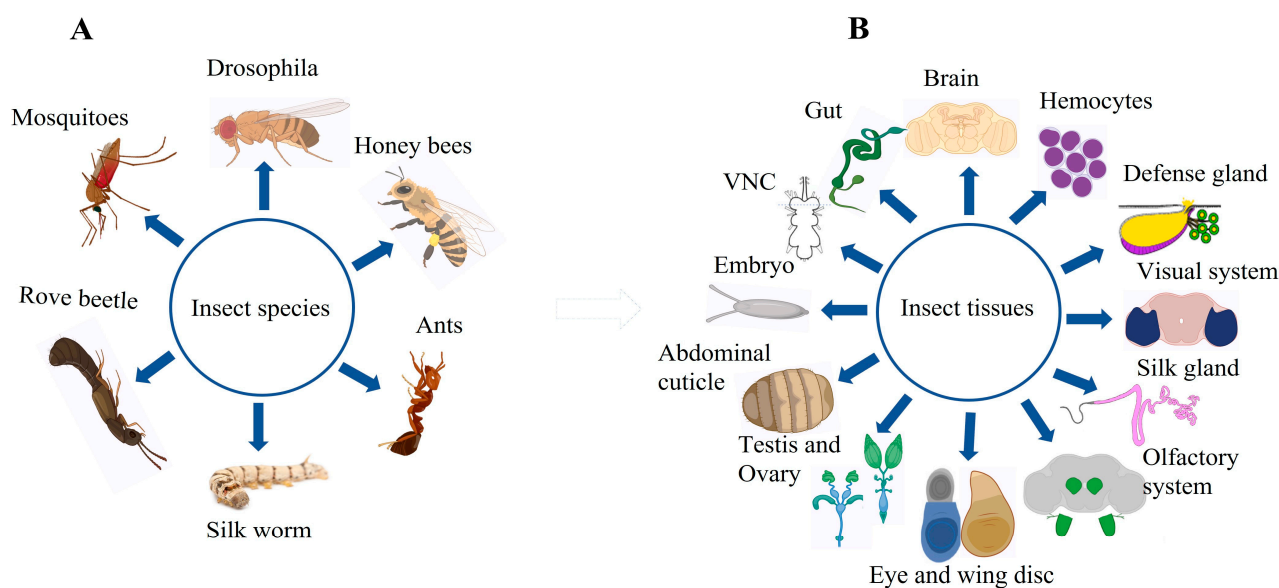 A
Drosophila
Mosquitoes
Honey bees
Rove beetle
Insect species
Ants
Silk worm
B
Brain
Gut
Hemocytes
VNC
Defense gland
Embryo
Visual system
Insect tissues
Abdominal
cuticle
Silk gland
Testis and
Ovary
Olfactory
system
Eye and wing disc